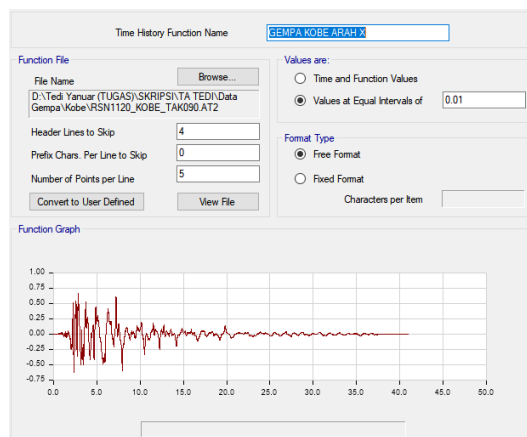 Time History Function Name
GEMPA KOBE ARAH X
Function File
File Name
Browse...
D:\Tedi Yanuar (TUGAS)\SKRIPSI\TA TEDI\Data
Gempa\Kobe\RSN1120_KOBE_TAK090.AT2
Header Lines to Skip
4
Prefix Chars. Per Line to Skip
0
Number of Points per Line
5
Convert to User Defined
View File
Values are:
Time and Function Values
Values at Equal Intervals of
0.01
Format Type
Free Format
Fixed Format
Characters per Item
Function Graph
1.00
0.75
0.50
0.25
0.00
-0.25
-0.50
-0.75
0.0 5.0 10.0 15.0 20.0 25.0 30.0 35.0 40.0 45.0 50.0